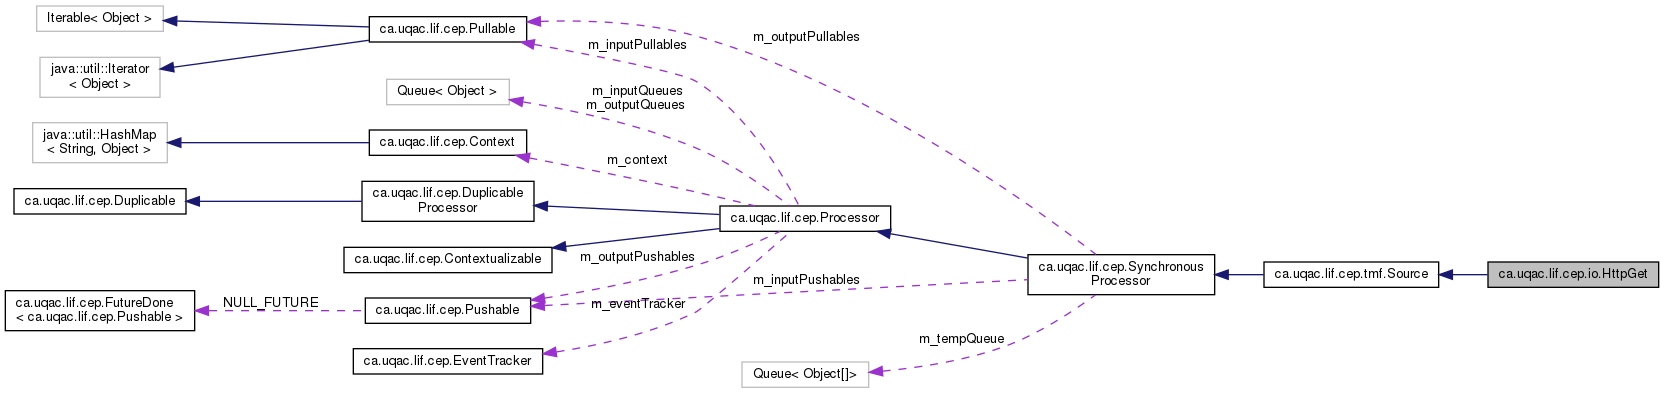 Iterable< Object >
ca.uqac.lif.cep.Pullable
m_outputPullables
m_inputPullables
java::util::Iterator
< Object >
Queue< Object >
m_inputQueues
m_outputQueues
java::util::HashMap
< String, Object >
ca.uqac.lif.cep.Context
m_context
ca.uqac.lif.cep.Duplicable
ca.uqac.lif.cep.Duplicable
Processor
ca.uqac.lif.cep.Processor
ca.uqac.lif.cep.Contextualizable
m_outputPushables
ca.uqac.lif.cep.Synchronous
Processor
ca.uqac.lif.cep.tmf.Source
ca.uqac.lif.cep.io.HttpGet
m_inputPushables
ca.uqac.lif.cep.FutureDone
< ca.uqac.lif.cep.Pushable >
NULL_FUTURE
ca.uqac.lif.cep.Pushable
m_eventTracker
m_tempQueue
ca.uqac.lif.cep.EventTracker
Queue< Object[]>